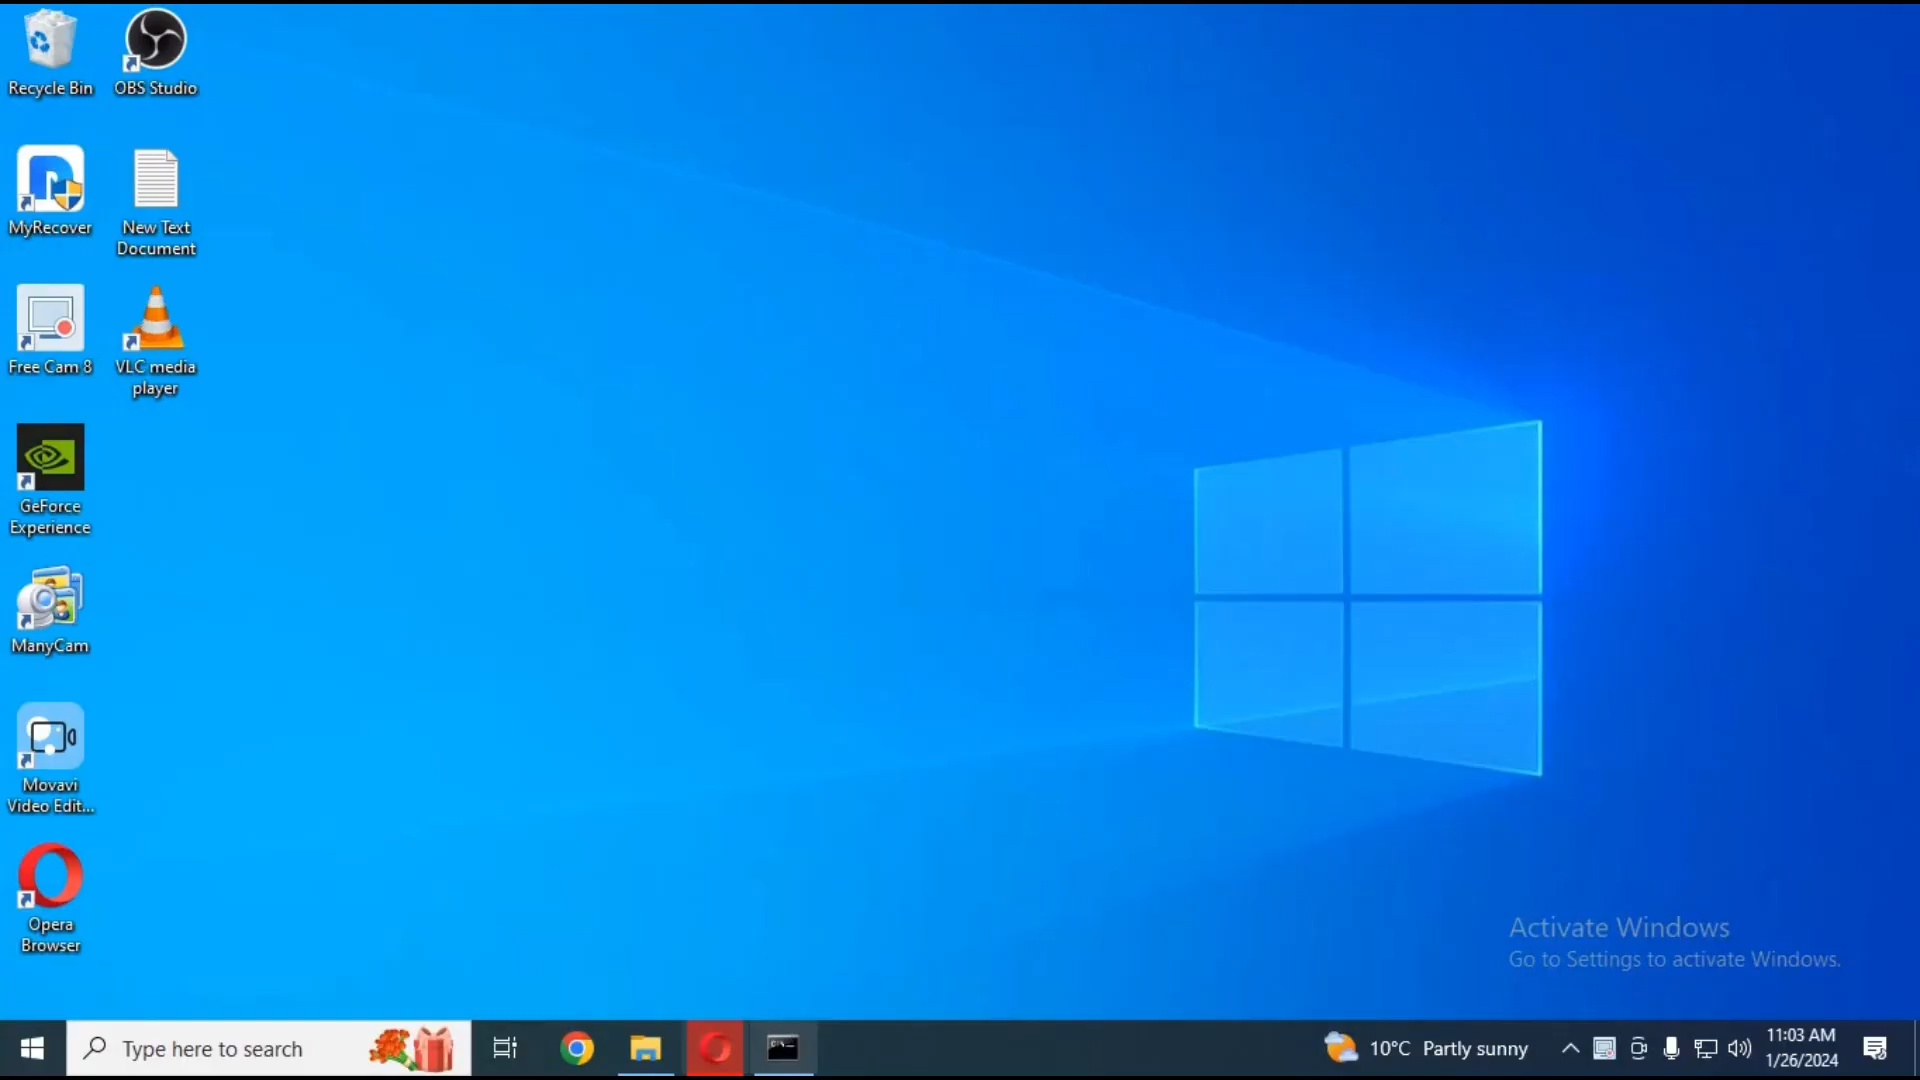 Recycle Bin
OBS Studio
MyRecover
New Text
Document
Free Cam 8
VLC media
player
GeForce
Experience
ManyCam
Movavi
Video Edit...
Opera
Browser
Activate Windows
Go to Settings to activate Windows.
Type here to search
10°C Partly sunny
11:03 AM
1/26/2024